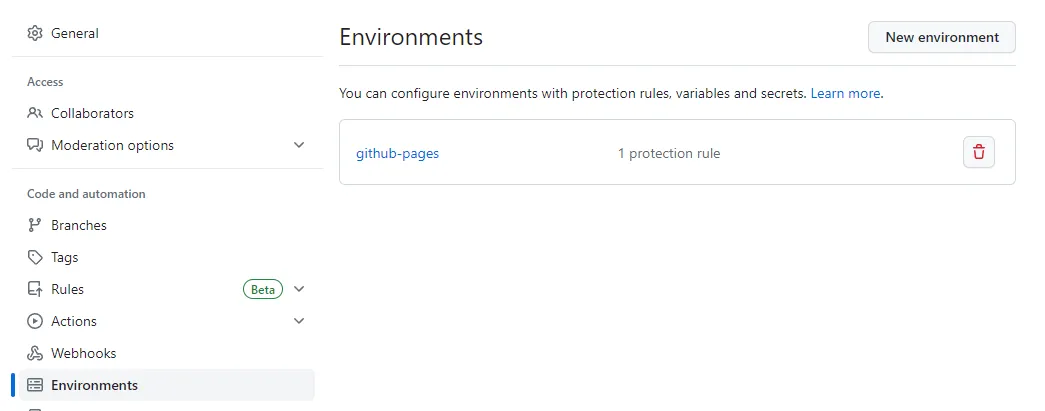 General
Access
Collaborators
Moderation options
Code and automation
Branches
Tags
Rules Beta
Actions
Webhooks
Environments
Environments New environment
You can configure environments with protection rules, variables and secrets. Learn more.
github-pages 1 protection rule